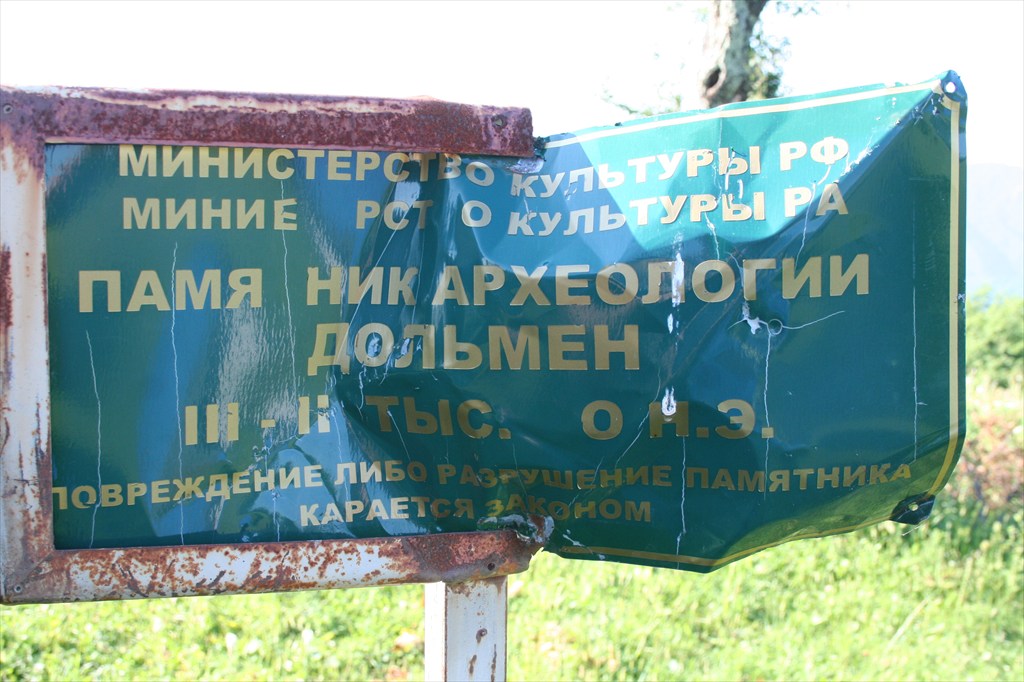 МИНИСТЕРСТВО КУЛЬТУРЫ РФ
МИНИЕ РСТ О КУЛЬТУРЫ РА
ПАМЯ НИК АРХЕОЛОГИИ
ДОЛЬМЕН
III - II ТЫС. О Н.Э.
ПОВРЕЖДЕНИЕ ЛИБО РАЗРУШЕНИЕ ПАМЯТНИКА
КАРАЕТСЯ ЗАКОНОМ